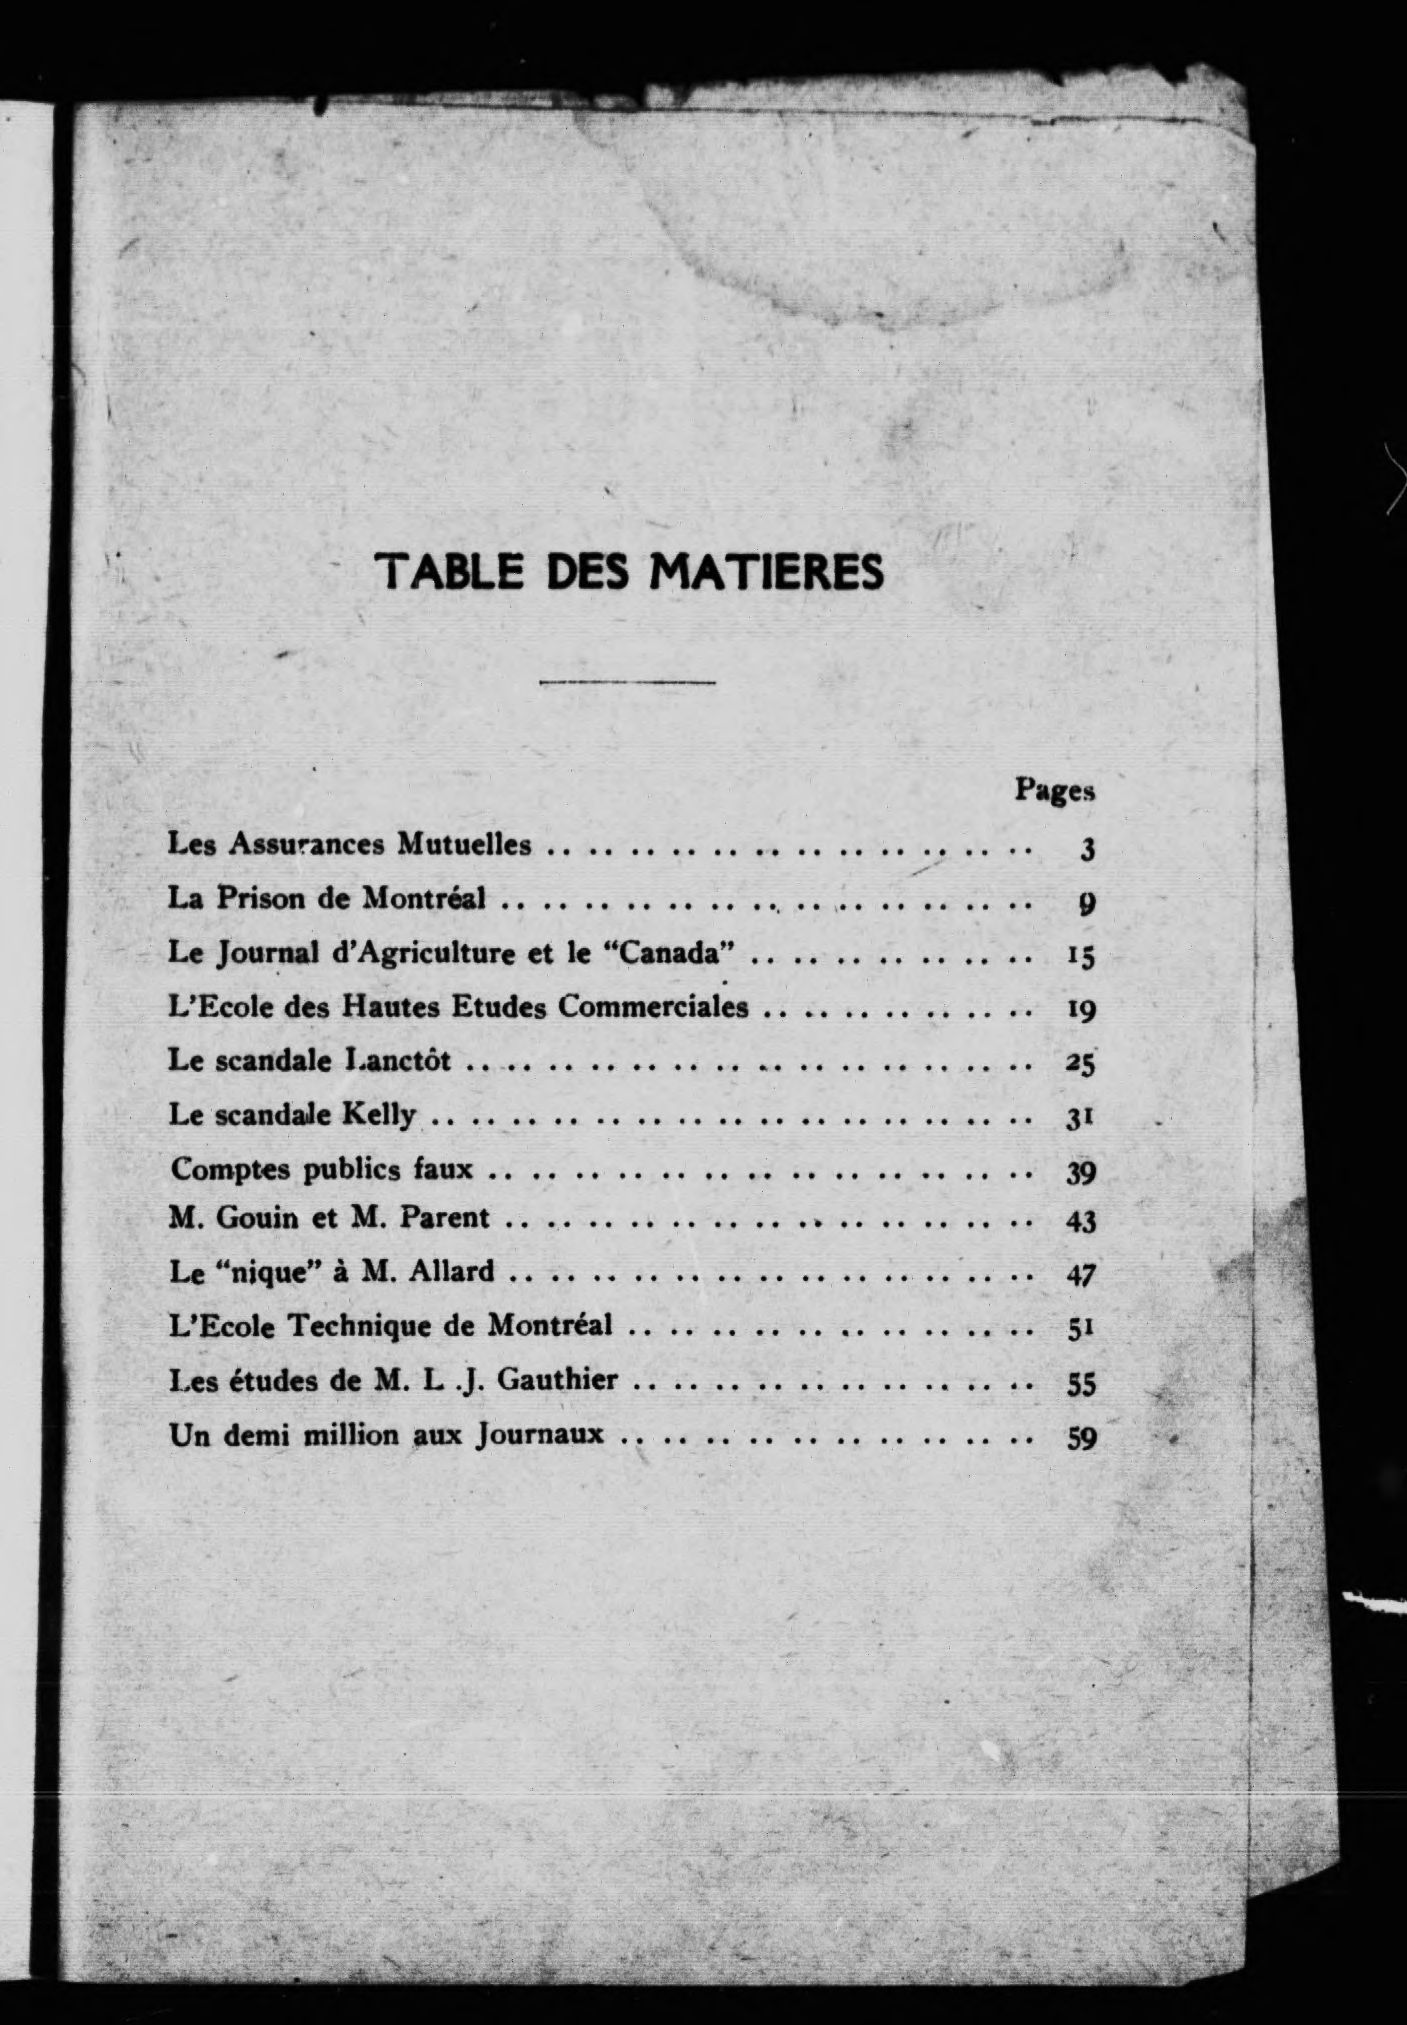 TABLE DES MATIERES
Pages
Les Assurances Mutuelles .. .. .. .. .. .. .. .. .. .. .. .. 3
La Prison de Montréal .. .. .. .. .. .. .. .. .. .. .. .. .. 9
Le Journal d'Agriculture et le "Canada" .. .. .. .. .. .. .. 15
L'Ecole des Hautes Etudes Commerciales .. .. .. .. .. .. .. 19
Le scandale Lanctôt .. .. .. .. .. .. .. .. .. .. .. .. .. .. 25
Le scandale Kelly .. .. .. .. .. .. .. .. .. .. .. .. .. .. .. 31
Comptes publics faux .. .. .. .. .. .. .. .. .. .. .. .. .. 39
M. Gouin et M. Parent .. .. .. .. .. .. .. .. .. .. .. .. .. 43
Le "nique" à M. Allard .. .. .. .. .. .. .. .. .. .. .. .. .. 47
L'Ecole Technique de Montréal .. .. .. .. .. .. .. .. .. .. 51
Les études de M. L .J. Gauthier .. .. .. .. .. .. .. .. .. .. 55
Un demi million aux Journaux .. .. .. .. .. .. .. .. .. .. 59